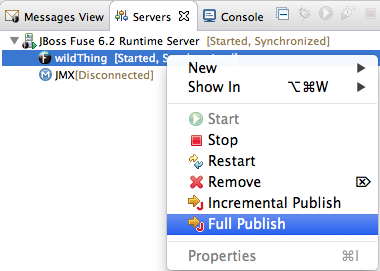 Messages View Servers Console
JBoss Fuse 6.2 Runtime Server [Started, Synchronized]
wildThing [Started,
JMX[Disconnected]
New
Show In ⌥⌘W
Start
Stop
Restart
Remove ⌦
Incremental Publish
Full Publish
Properties ⌘I